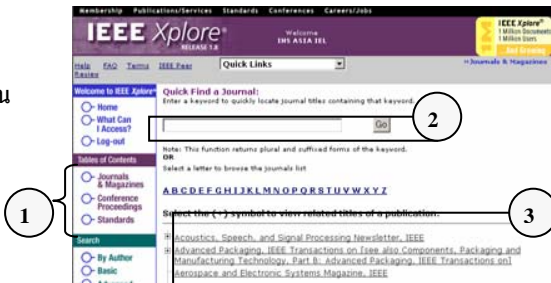 Membership Publications/Services Standards Conferences Careers/Jobs
IEEE Xplore®
RELEASE 1.8
Welcome
IHS ASIA IEL
IEEE Xplore®
1 Million Documents
1 Million Users
Help FAQ Terms IEEE Peer Review
Quick Links
» Journals & Magazines
Welcome to IEEE Xplore
Home
What Can I Access?
Log-out
Tables of Contents
Journals & Magazines
Conference Proceedings
Standards
Search
By Author
Basic
Advanced
Quick Find a Journal:
Enter a keyword to quickly locate journal titles containing that keyword.
Go
Note: This function returns plural and suffixed forms of the keyword.
OR
Select a letter to browse the journals list
A B C D E F G H I J K L M N O P Q R S T U V W X Y Z
Select the (+) symbol to view related titles of a publication.
Acoustics, Speech, and Signal Processing Newsletter, IEEE
Advanced Packaging, IEEE Transactions on [see also Components, Packaging and
Manufacturing Technology, Part B: Advanced Packaging, IEEE Transactions on]
Aerospace and Electronic Systems Magazine, IEEE
1
2
3
น